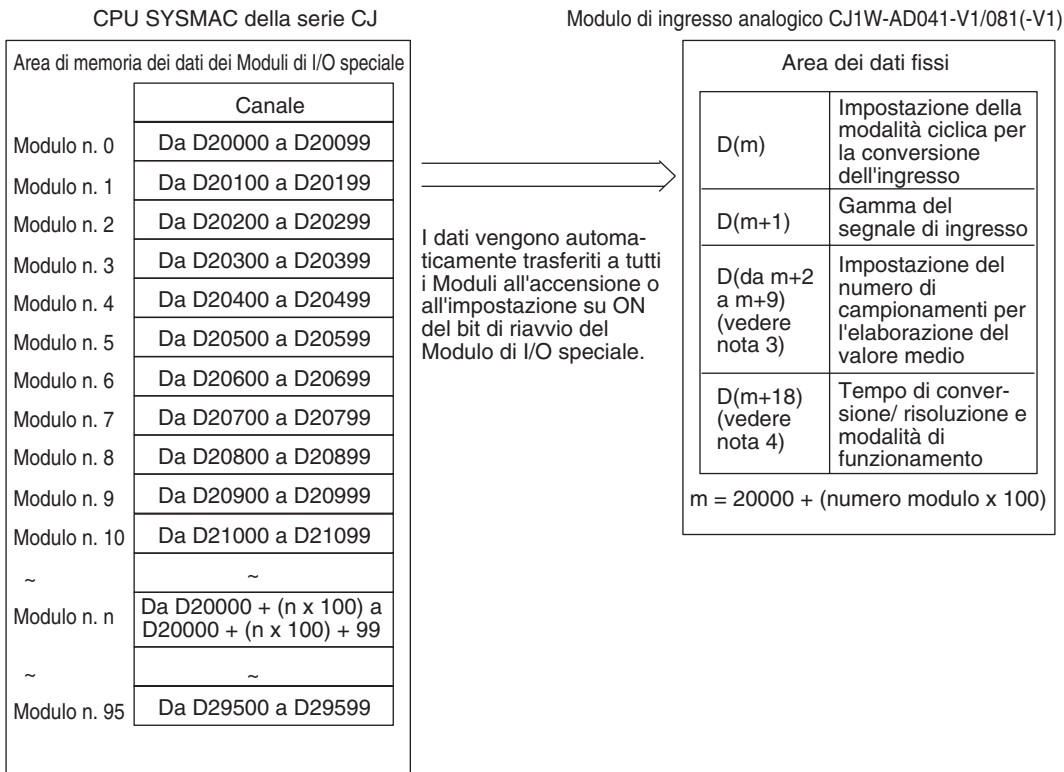 CPU SYSMAC della serie CJ
Area di memoria dei dati dei Moduli di I/O speciale
Canale
Modulo n. 0
Da D20000 a D20099
Modulo n. 1
Da D20100 a D20199
Modulo n. 2
Da D20200 a D20299
Modulo n. 3
Da D20300 a D20399
Modulo n. 4
Da D20400 a D20499
Modulo n. 5
Da D20500 a D20599
Modulo n. 6
Da D20600 a D20699
Modulo n. 7
Da D20700 a D20799
Modulo n. 8
Da D20800 a D20899
Modulo n. 9
Da D20900 a D20999
Modulo n. 10
Da D21000 a D21099
~
~
Modulo n. n
Da D20000 + (n x 100) a
D20000 + (n x 100) + 99
~
~
Modulo n. 95
Da D29500 a D29599
I dati vengono automa-
ticamente trasferiti a tutti
i Moduli all'accensione o
all'impostazione su ON
del bit di riavvio del
Modulo di I/O speciale.
Modulo di ingresso analogico CJ1W-AD041-V1/081(-V1)
Area dei dati fissi
D(m)
Impostazione della
modalità ciclica per
la conversione
dell'ingresso
D(m+1)
Gamma del
segnale di ingresso
D(da m+2
a m+9)
(vedere
nota 3)
Impostazione del
numero di
campionamenti per
l'elaborazione del
valore medio
D(m+18)
(vedere
nota 4)
Tempo di conver-
sione/ risoluzione e
modalità di
funzionamento
m = 20000 + (numero modulo x 100)